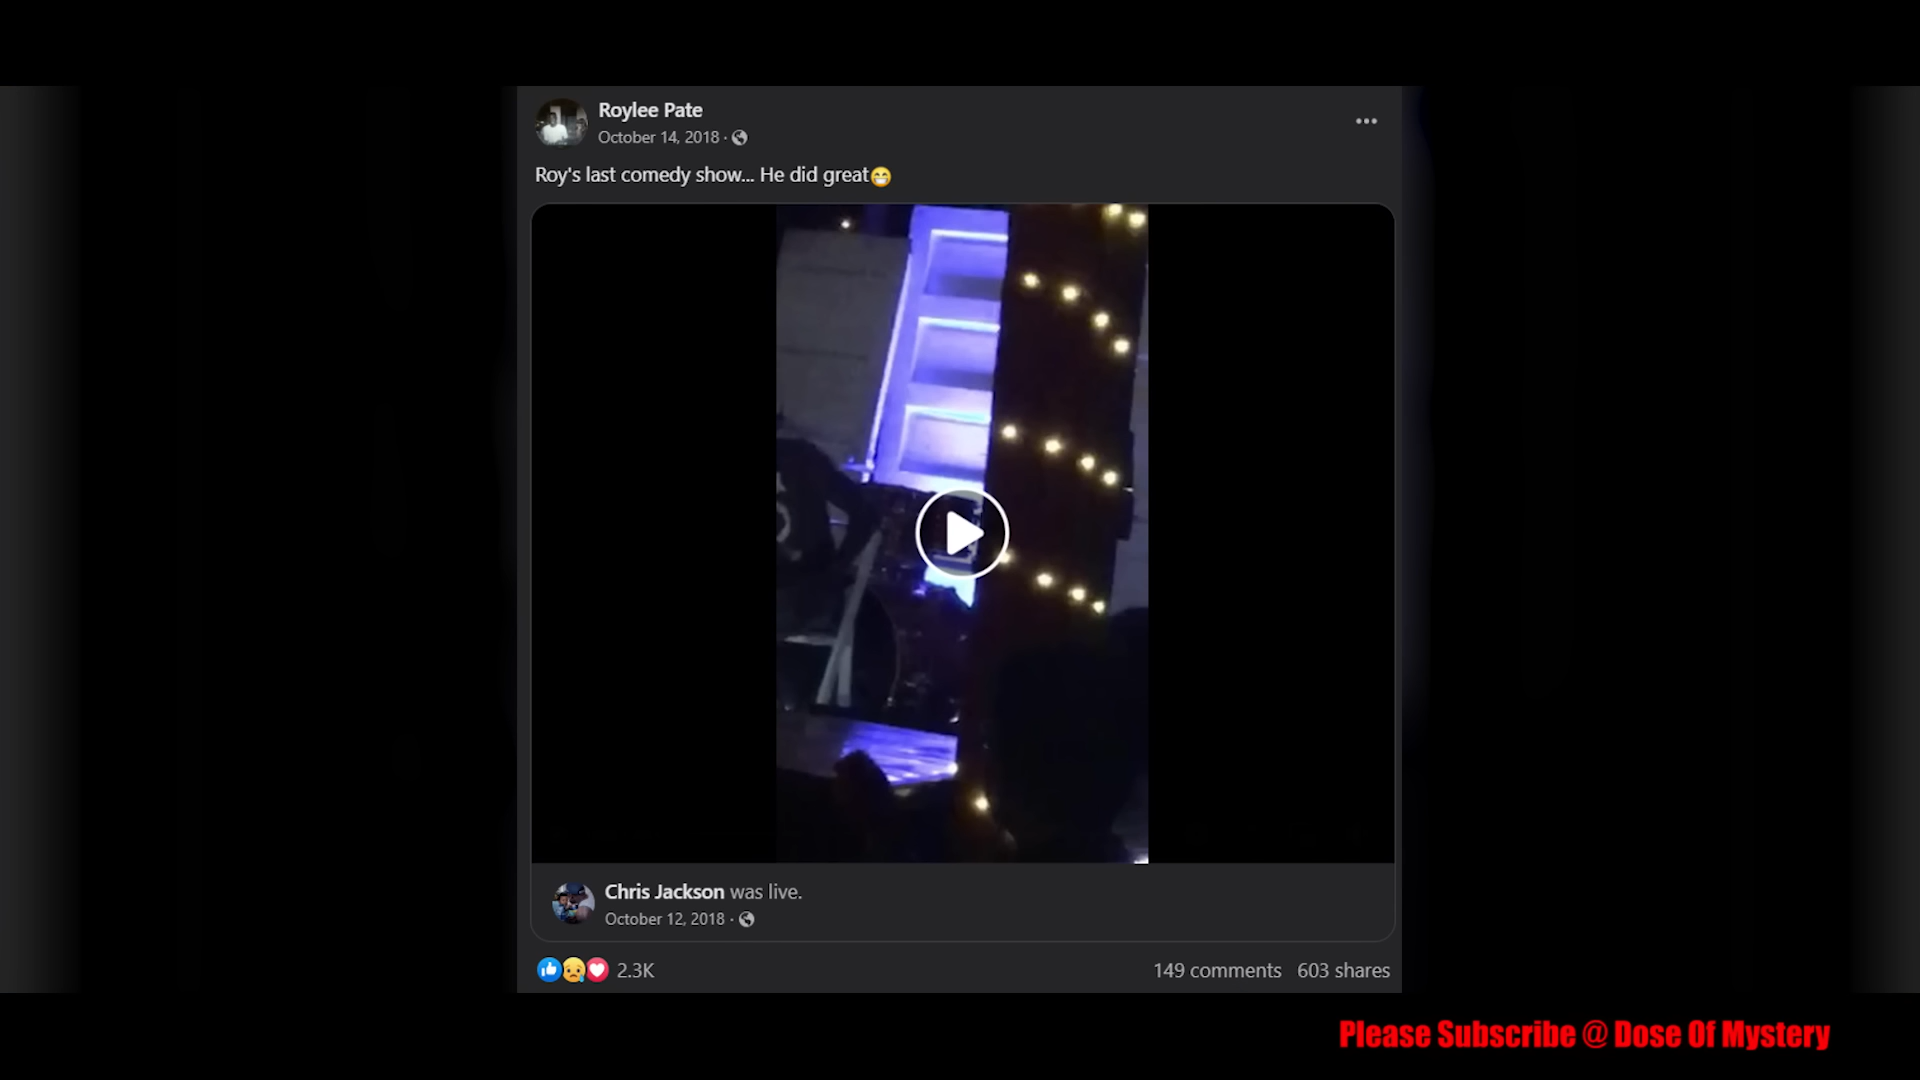 Roylee Pate
October 14, 2018 ·
Roy's last comedy show... He did great😁
Chris Jackson was live.
October 12, 2018 ·
2.3K
149 comments 603 shares
Please Subscribe @ Dose Of Mystery